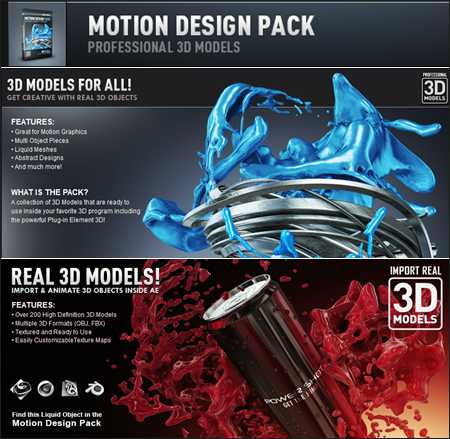 MOTION DESIGN PACK
PROFESSIONAL 3D MODELS
3D MODELS FOR ALL!
GET CREATIVE WITH REAL 3D OBJECTS
PROFESSIONAL
3D
MODELS
FEATURES:
• Great for Motion Graphics
• Multi Object Pieces
• Liquid Meshes
• Abstract Designs
• And much more!
WHAT IS THE PACK?
A collection of 3D Models that are ready to
use inside your favorite 3D program including
the powerful Plug-in Element 3D!
REAL 3D MODELS!
IMPORT & ANIMATE 3D OBJECTS INSIDE AE
IMPORT REAL
3D
MODELS
FEATURES:
• Over 200 High Definition 3D Models
• Multiple 3D Formats (OBJ, FBX)
• Textured and Ready to Use
• Easily CustomizableTexture Maps
Find this Liquid Object in the
Motion Design Pack